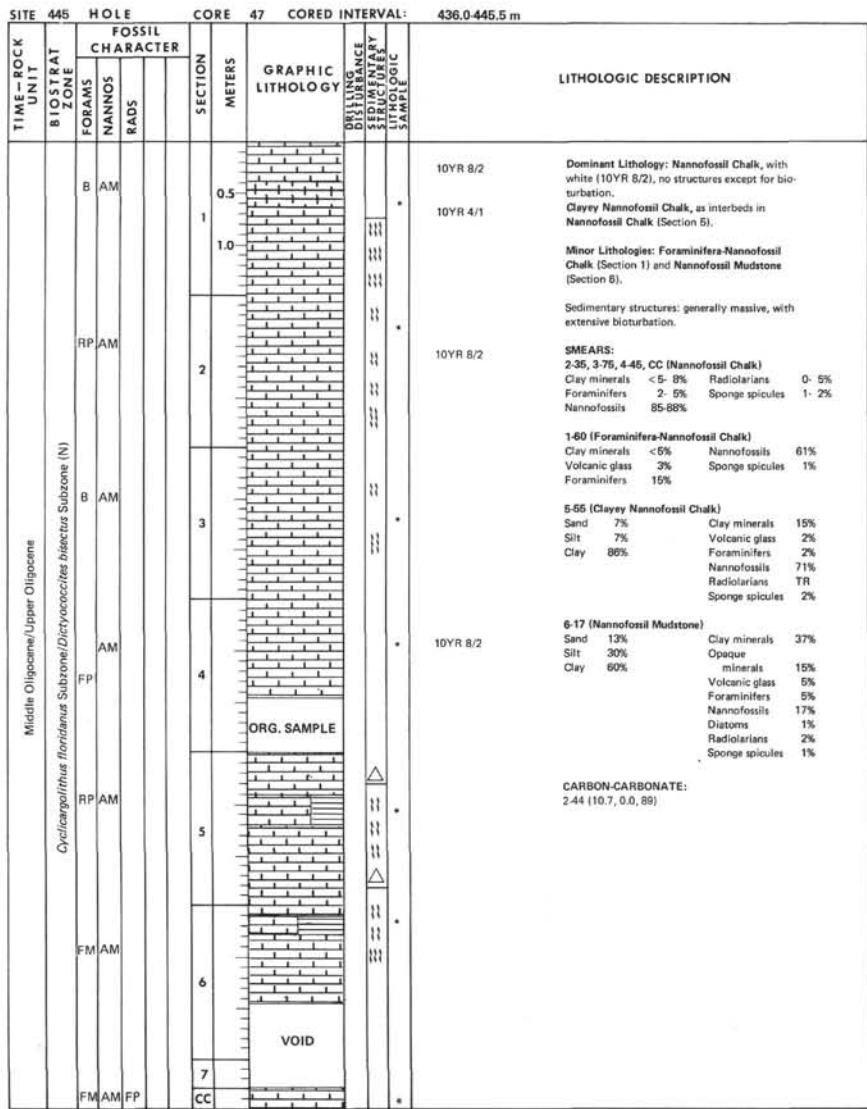 SITE 445 HOLE CORE 47 CORED INTERVAL: 436.0-445.5 m
TIME-ROCK UNIT
BIOSTRAT ZONE
FOSSIL CHARACTER
FORAMS
NANNOS
RADS
SECTION
METERS
GRAPHIC LITHOLOGY
DRILLING DISTURBANCE
SEDIMENTARY STRUCTURES
LITHOLOGIC SAMPLE
LITHOLOGIC DESCRIPTION
Middle Oligocene/Upper Oligocene
Cyclicargolithus floridanus Subzone/Dictyococcites bisectus Subzone (N)
B AM
RP AM
B AM
AM
FP
RP AM
FM AM
FM AM FP
1
0.5
1.0
2
3
4
ORG. SAMPLE
5
6
VOID
7
CC
*
*
*
*
*
*
*
10YR 8/2
10YR 4/1
10YR 8/2
10YR 8/2
Dominant Lithology: Nannofossil Chalk, with
white (10YR 8/2), no structures except for bio-
turbation.
Clayey Nannofossil Chalk, as interbeds in
Nannofossil Chalk (Section 5).
Minor Lithologies: Foraminifera-Nannofossil
Chalk (Section 1) and Nannofossil Mudstone
(Section 6).
Sedimentary structures: generally massive, with
extensive bioturbation.
SMEARS:
2-35, 3-75, 4-45, CC (Nannofossil Chalk)
Clay minerals <5- 8% Radiolarians 0- 5%
Foraminifers 2- 5% Sponge spicules 1- 2%
Nannofossils 85-88%
1-60 (Foraminifera-Nannofossil Chalk)
Clay minerals <5% Nannofossils 61%
Volcanic glass 3% Sponge spicules 1%
Foraminifers 15%
5-55 (Clayey Nannofossil Chalk)
Sand 7% Clay minerals 15%
Silt 7% Volcanic glass 2%
Clay 86% Foraminifers 2%
Nannofossils 71%
Radiolarians TR
Sponge spicules 2%
6-17 (Nannofossil Mudstone)
Sand 13% Clay minerals 37%
Silt 30% Opaque
Clay 60% minerals 15%
Volcanic glass 5%
Foraminifers 5%
Nannofossils 17%
Diatoms 1%
Radiolarians 2%
Sponge spicules 1%
CARBON-CARBONATE:
2-44 (10.7, 0.0, 89)